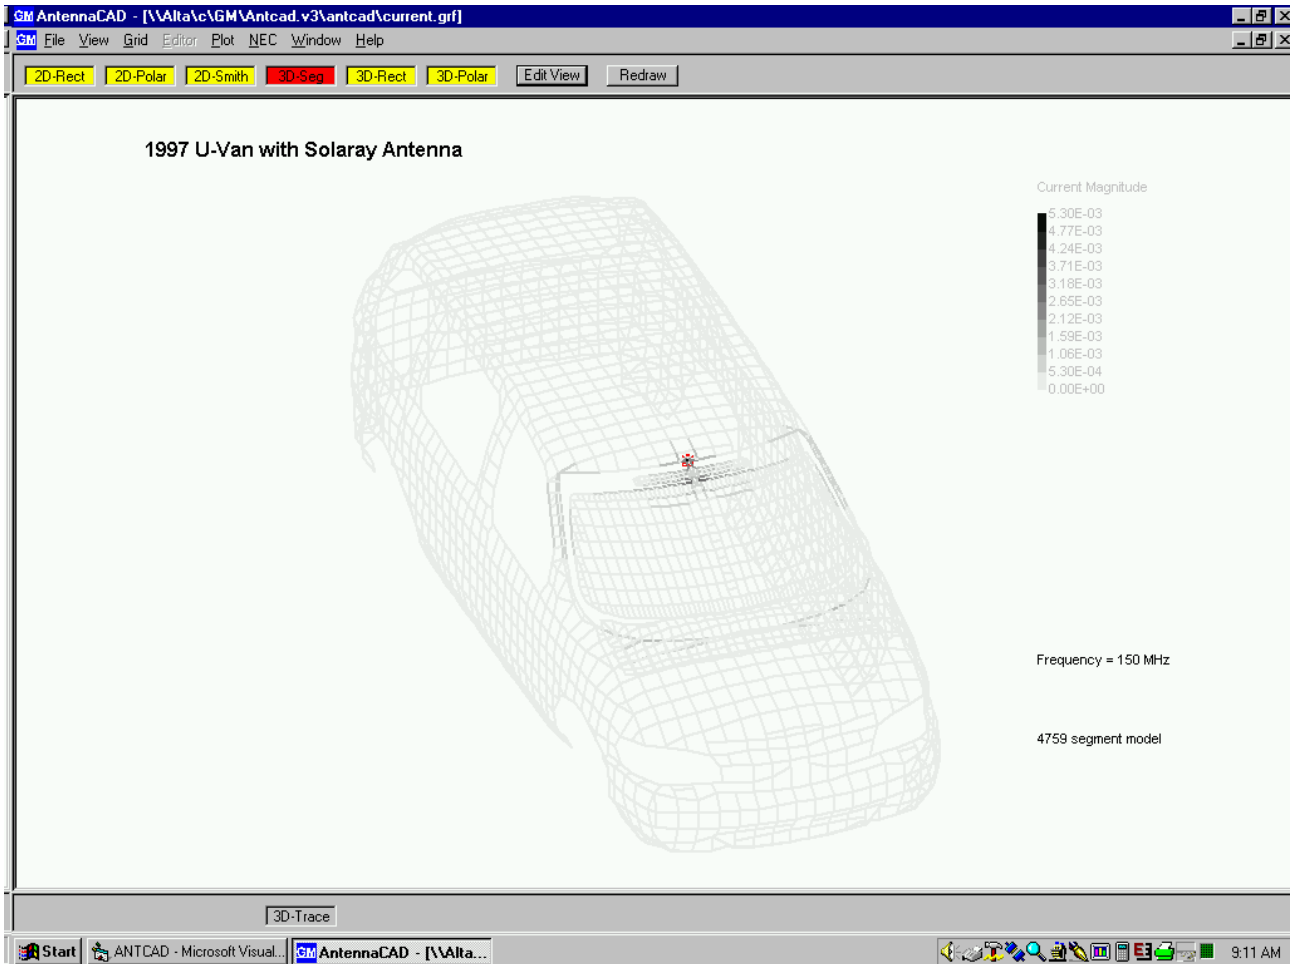 GM AntennaCAD - [\\Alta\c\GM\Antcad.v3\antcad\current.grf]
GM File View Grid Editor Plot NEC Window Help
2D-Rect 2D-Polar 2D-Smith 3D-Seg 3D-Rect 3D-Polar Edit View Redraw
1997 U-Van with Solaray Antenna
Current Magnitude
5.30E-03
4.77E-03
4.24E-03
3.71E-03
3.18E-03
2.65E-03
2.12E-03
1.59E-03
1.06E-03
5.30E-04
0.00E+00
Frequency = 150 MHz
4759 segment model
3D-Trace
Start ANTCAD - Microsoft Visual... GM AntennaCAD - [\\Alta... 9:11 AM